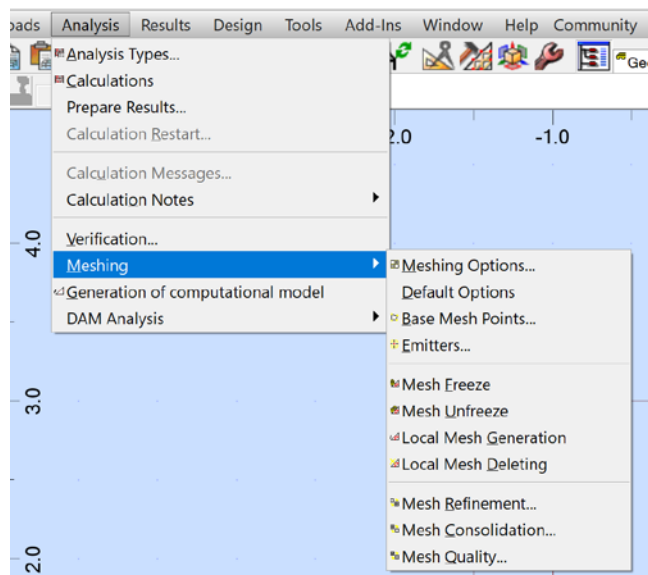 Analysis Results Design Tools Add-Ins Window Help Community
Analysis Types...
Calculations
Prepare Results...
Calculation Restart...
Calculation Messages...
Calculation Notes
Verification...
Meshing
Generation of computational model
DAM Analysis
Meshing Options...
Default Options
Base Mesh Points...
Emitters...
Mesh Freeze
Mesh Unfreeze
Local Mesh Generation
Local Mesh Deleting
Mesh Refinement...
Mesh Consolidation...
Mesh Quality...
-1.0
4.0
3.0
2.0